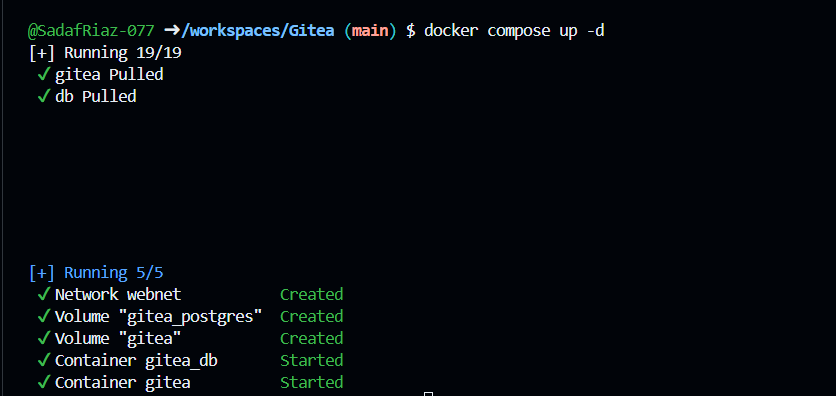 @SadafRiaz-077 ➜/workspaces/Gitea (main) $ docker compose up -d
[+] Running 19/19
✓ gitea Pulled
✓ db Pulled
[+] Running 5/5
✓ Network webnet Created
✓ Volume "gitea_postgres" Created
✓ Volume "gitea" Created
✓ Container gitea_db Started
✓ Container gitea Started